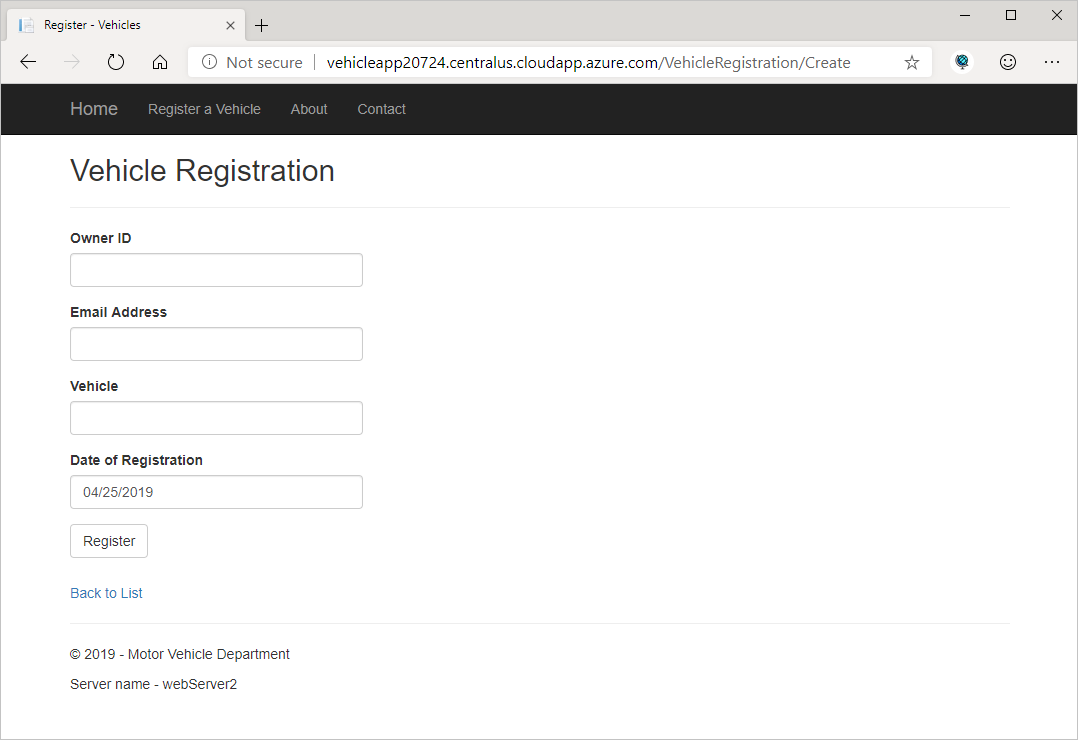 Register - Vehicles
Not secure vehicleapp20724.centralus.cloudapp.azure.com/VehicleRegistration/Create
Home Register a Vehicle About Contact
Vehicle Registration
Owner ID
Email Address
Vehicle
Date of Registration
04/25/2019
Register
Back to List
© 2019 - Motor Vehicle Department
Server name - webServer2